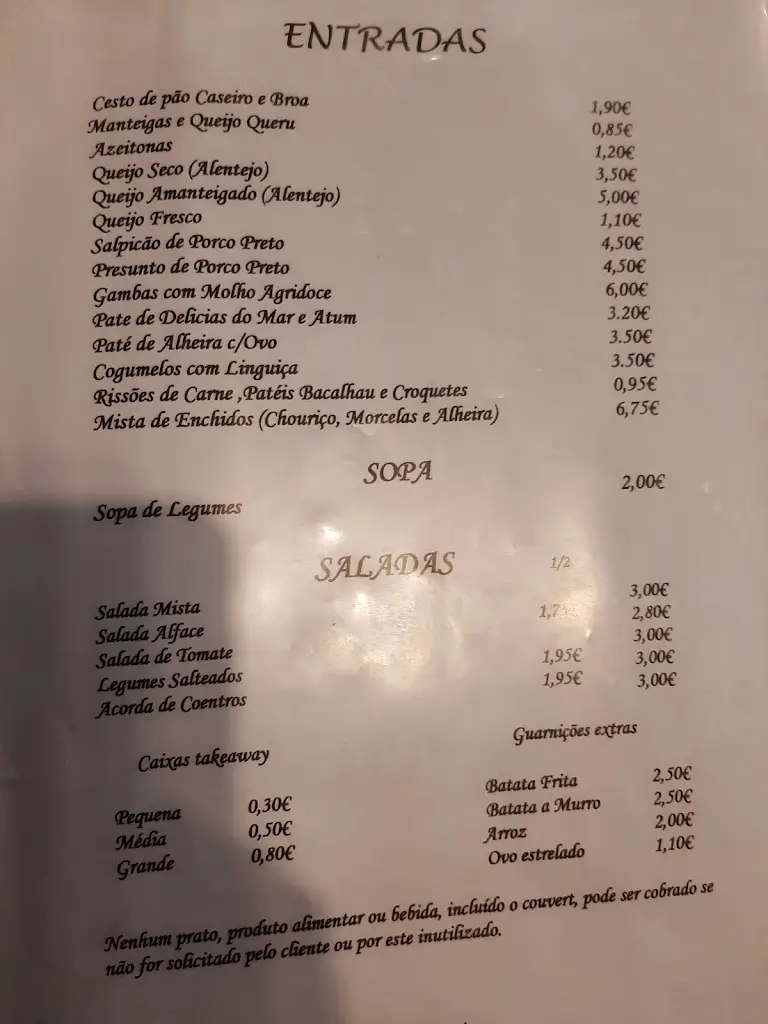 ENTRADAS
Cesto de pão Caseiro e Broa 1,90€
Manteigas e Queijo Queru 0,85€
Azeitonas 1,20€
Queijo Seco (Alentejo) 3,50€
Queijo Amanteigado (Alentejo) 5,00€
Queijo Fresco 1,10€
Salpicão de Porco Preto 4,50€
Presunto de Porco Preto 4,50€
Gambas com Molho Agridoce 6,00€
Pate de Delicias do Mar e Atum 3.20€
Paté de Alheira c/Ovo 3.50€
Cogumelos com Linguiça 3.50€
Rissões de Carne ,Patéis Bacalhau e Croquetes 0,95€
Mista de Enchidos (Chouriço, Morcelas e Alheira) 6,75€
SOPA
Sopa de Legumes 2,00€
SALADAS 1/2
Salada Mista 3,00€
Salada Alface 2,80€
Salada de Tomate 3,00€
Legumes Salteados 1,95€ 3,00€
Acorda de Coentros 1,95€ 3,00€
Caixas takeaway
Pequena 0,30€
Média 0,50€
Grande 0,80€
Guarnições extras
Batata Frita 2,50€
Batata a Murro 2,50€
Arroz 2,00€
Ovo estrelado 1,10€
Nenhum prato, produto alimentar ou bebida, incluído o couvert, pode ser cobrado se
não for solicitado pelo cliente ou por este inutilizado.